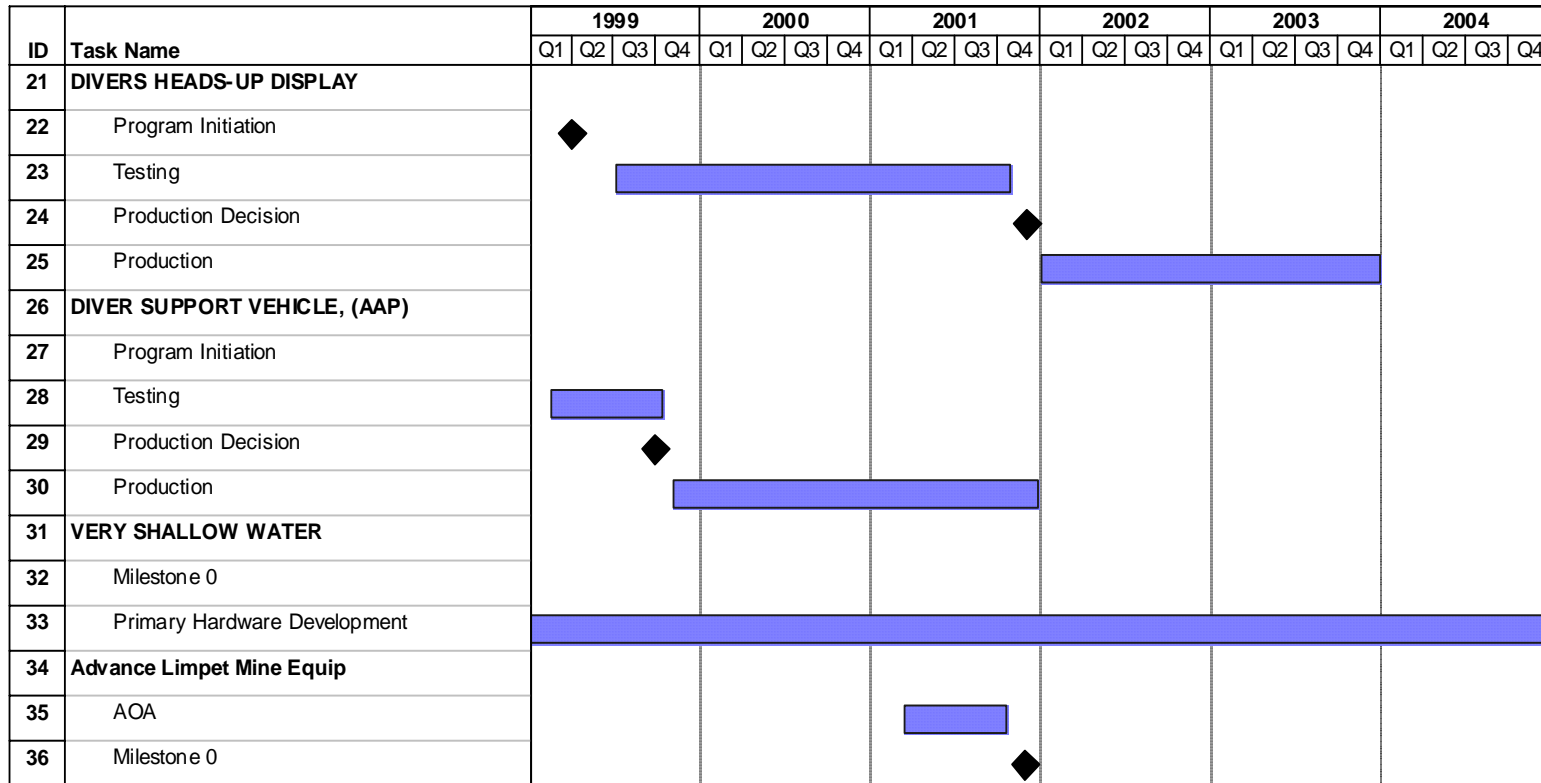 1999 2000 2001 2002 2003 2004
ID Task Name Q1 Q2 Q3 Q4 Q1 Q2 Q3 Q4 Q1 Q2 Q3 Q4 Q1 Q2 Q3 Q4 Q1 Q2 Q3 Q4 Q1 Q2 Q3 Q4
21 DIVERS HEADS-UP DISPLAY
22 Program Initiation
23 Testing
24 Production Decision
25 Production
26 DIVER SUPPORT VEHICLE, (AAP)
27 Program Initiation
28 Testing
29 Production Decision
30 Production
31 VERY SHALLOW WATER
32 Milestone 0
33 Primary Hardware Development
34 Advance Limpet Mine Equip
35 AOA
36 Milestone 0